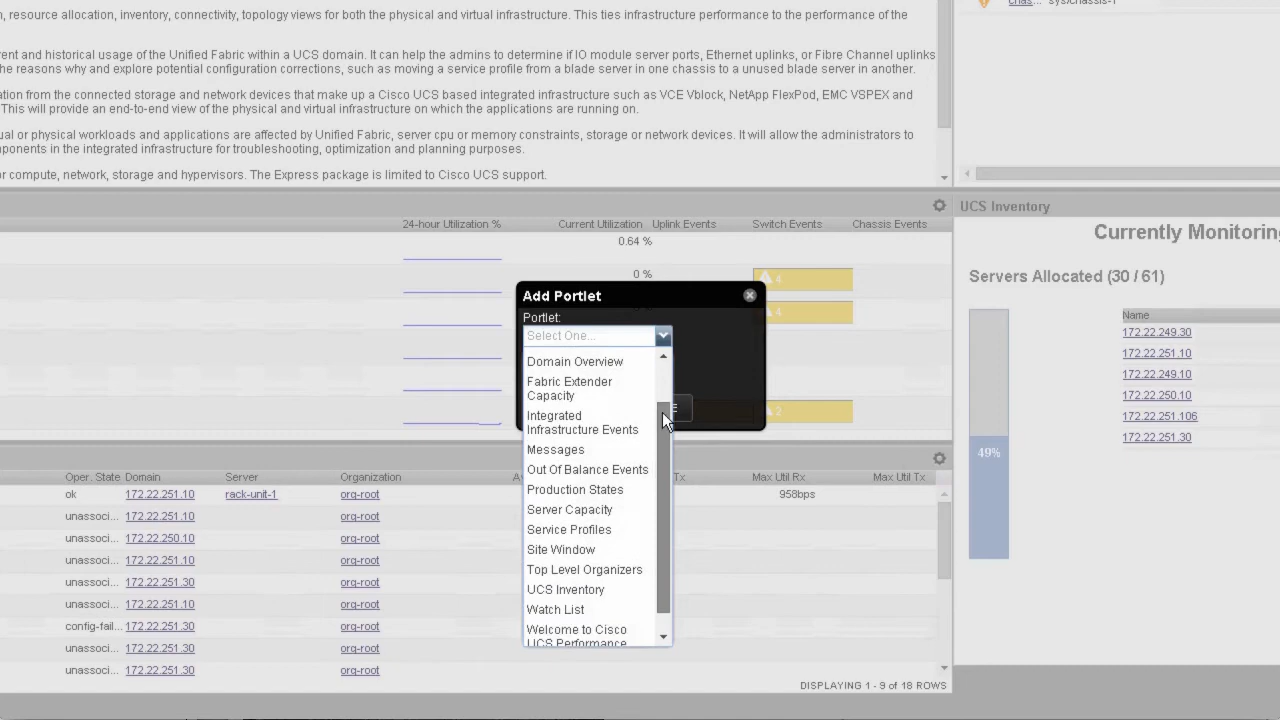 , resource allocation, inventory, connectivity, topology views for both the physical and virtual infrastructure. This ties infrastructure performance to the performance of the
chas... sys/chassis-1
rent and historical usage of the Unified Fabric within a UCS domain. It can help the admins to determine if IO module server ports, Ethernet uplinks, or Fibre Channel uplinks
he reasons why and explore potential configuration corrections, such as moving a service profile from a blade server in one chassis to a unused blade server in another.
ation from the connected storage and network devices that make up a Cisco UCS based integrated infrastructure such as VCE Vblock, NetApp FlexPod, EMC VSPEX and
This will provide an end-to-end view of the physical and virtual infrastructure on which the applications are running on.
ual or physical workloads and applications are affected by Unified Fabric, server cpu or memory constraints, storage or network devices. It will allow the administrators to
ponents in the integrated infrastructure for troubleshooting, optimization and planning purposes.
or compute, network, storage and hypervisors. The Express package is limited to Cisco UCS support.
24-hour Utilization % Current Utilization Uplink Events Switch Events Chassis Events
0.64 %
0 % 4
4
2
Add Portlet
Portlet:
Select One...
Domain Overview
Fabric Extender
Capacity
Integrated
Infrastructure Events
Messages
Out Of Balance Events
Production States
Server Capacity
Service Profiles
Site Window
Top Level Organizers
UCS Inventory
Watch List
Welcome to Cisco
UCS Performance
UCS Inventory
Currently Monitoring
Servers Allocated (30 / 61)
49%
Name
172.22.249.30
172.22.251.10
172.22.249.10
172.22.250.10
172.22.251.106
172.22.251.30
Oper. State Domain Server Organization Tx Max Util Rx Max Util Tx
ok 172.22.251.10 rack-unit-1 org-root 958bps
unassoci... 172.22.251.10 org-root
unassoci... 172.22.250.10 org-root
unassoci... 172.22.251.10 org-root
unassoci... 172.22.251.30 org-root
unassoci... 172.22.251.10 org-root
config-fail... 172.22.251.30 org-root
unassoci... 172.22.251.30 org-root
unassoci... 172.22.251.30 org-root
DISPLAYING 1 - 9 of 18 ROWS